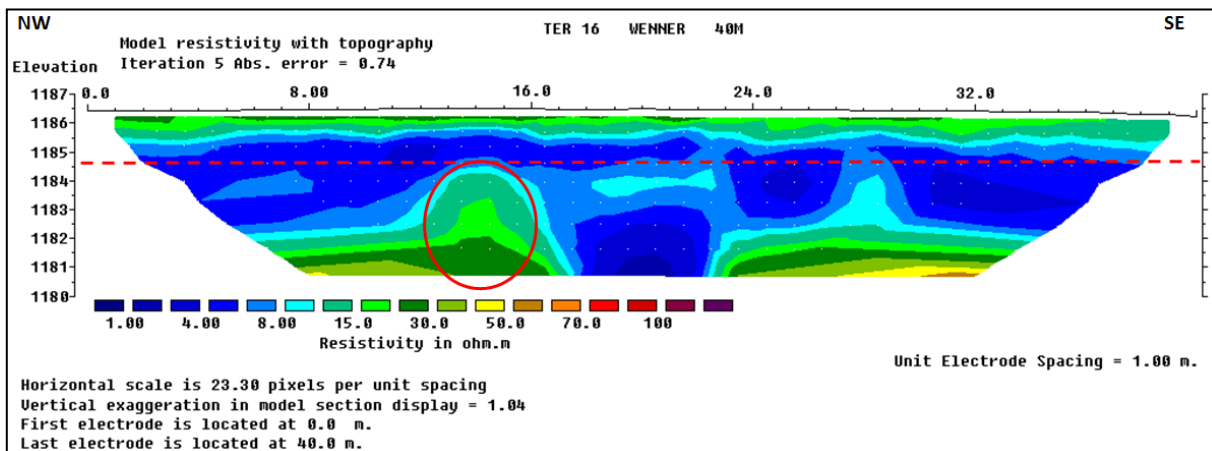 NW
TER 16 WENNER 40M
SE
Model resistivity with topography
Iteration 5 Abs. error = 0.74
Elevation
0.0 8.00 16.0 24.0 32.0
1187
1186
1185
1184
1183
1182
1181
1180
1.00 4.00 8.00 15.0 30.0 50.0 70.0 100
Resistivity in ohm.m
Unit Electrode Spacing = 1.00 m.
Horizontal scale is 23.30 pixels per unit spacing
Vertical exaggeration in model section display = 1.04
First electrode is located at 0.0 m.
Last electrode is located at 40.0 m.